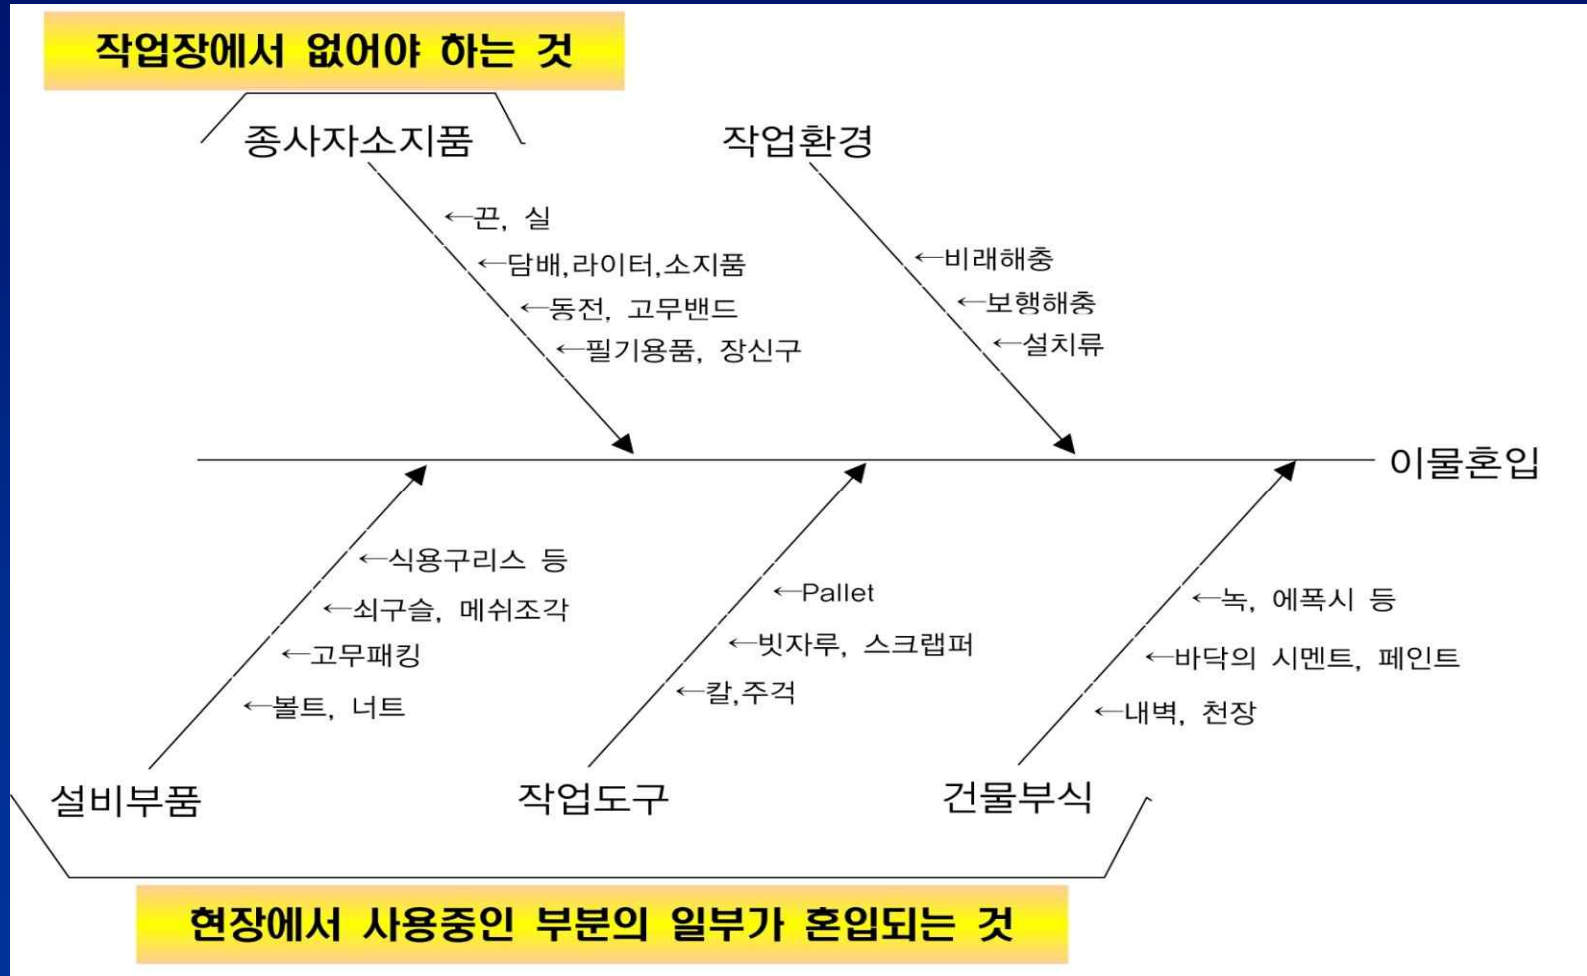 작업장에서 없어야 하는 것
종사자소지품
작업환경
←끈, 실
←담배,라이터,소지품
←동전, 고무밴드
←필기용품, 장신구
←비래해충
←보행해충
←설치류
이물혼입
←식용구리스 등
←쇠구슬, 메쉬조각
←고무패킹
←볼트, 너트
←Pallet
←빗자루, 스크랩퍼
←칼,주걱
←녹, 에폭시 등
←바닥의 시멘트, 페인트
←내벽, 천장
설비부품
작업도구
건물부식
현장에서 사용중인 부분의 일부가 혼입되는 것